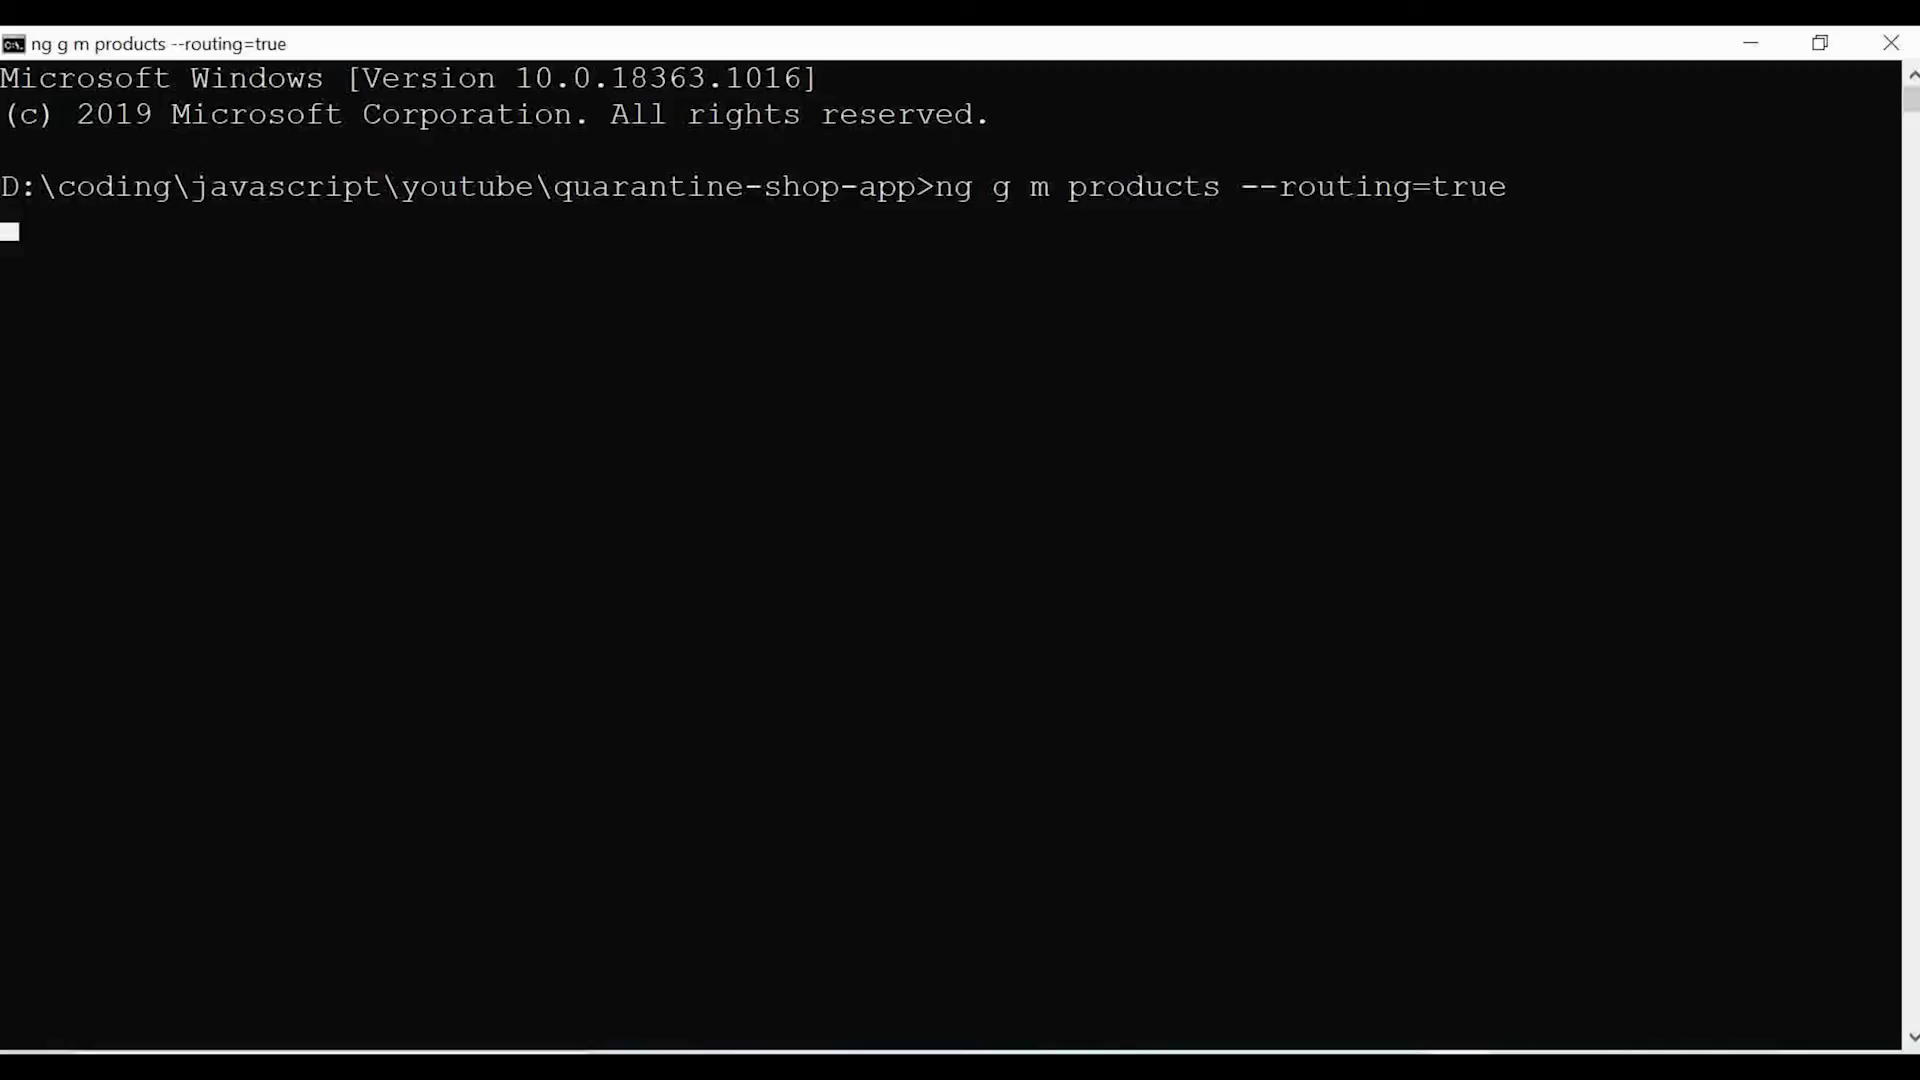 ng g m products --routing=true
Microsoft Windows [Version 10.0.18363.1016]
(c) 2019 Microsoft Corporation. All rights reserved.
D:\coding\javascript\youtube\quarantine-shop-app>ng g m products --routing=true